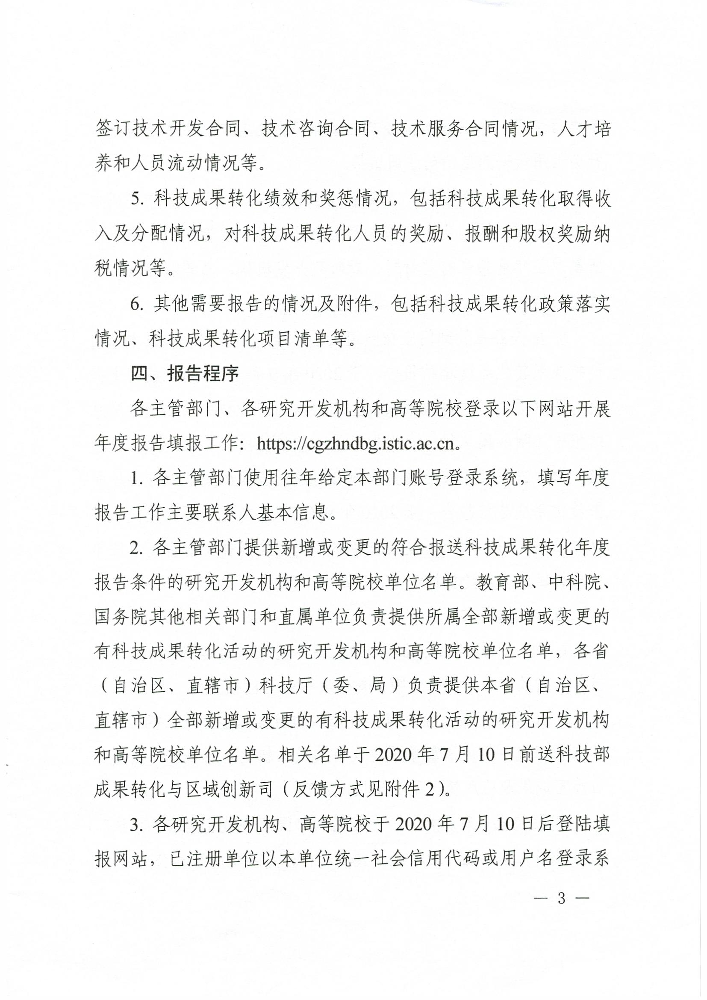 签订技术开发合同、技术咨询合同、技术服务合同情况，人才培
养和人员流动情况等。
5. 科技成果转化绩效和奖惩情况，包括科技成果转化取得收
入及分配情况，对科技成果转化人员的奖励、报酬和股权奖励纳
税情况等。
6. 其他需要报告的情况及附件，包括科技成果转化政策落实
情况、科技成果转化项目清单等。
四、报告程序
各主管部门、各研究开发机构和高等院校登录以下网站开展
年度报告填报工作：https://cgzhndbg.istic.ac.cn。
1. 各主管部门使用往年给定本部门账号登录系统，填写年度
报告工作主要联系人基本信息。
2. 各主管部门提供新增或变更的符合报送科技成果转化年度
报告条件的研究开发机构和高等院校单位名单。教育部、中科院、
国务院其他相关部门和直属单位负责提供所属全部新增或变更的
有科技成果转化活动的研究开发机构和高等院校单位名单，各省
（自治区、直辖市）科技厅（委、局）负责提供本省（自治区、
直辖市）全部新增或变更的有科技成果转化活动的研究开发机构
和高等院校单位名单。相关名单于 2020 年 7 月 10 日前送科技部
成果转化与区域创新司（反馈方式见附件 2）。
3. 各研究开发机构、高等院校于 2020 年 7 月 10 日后登陆填
报网站，已注册单位以本单位统一社会信用代码或用户名登录系
— 3 —